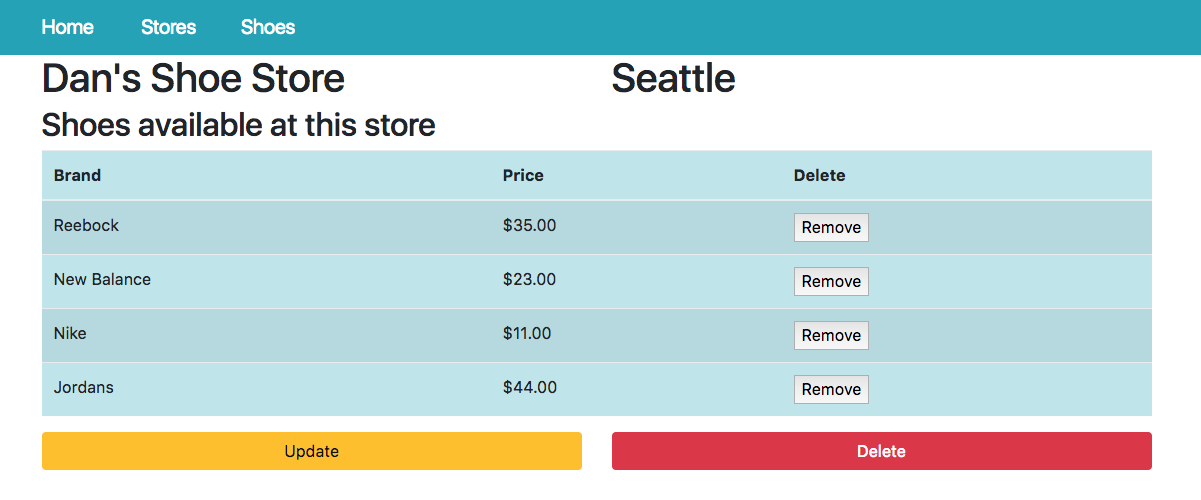 Home Stores Shoes
Dan's Shoe Store Seattle
Shoes available at this store
Brand Price Delete
Reebock $35.00 Remove
New Balance $23.00 Remove
Nike $11.00 Remove
Jordans $44.00 Remove
Update Delete